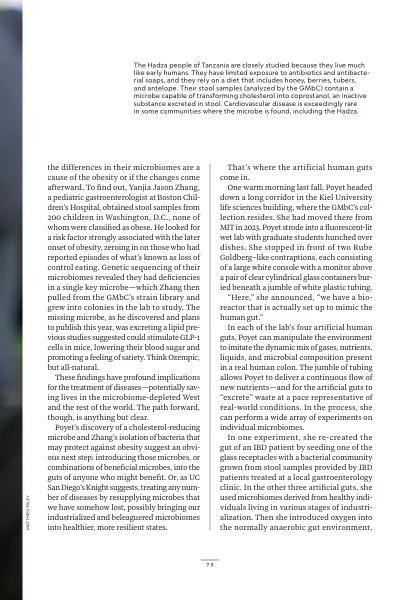 The Hadza people of Tanzania are closely studied because they live much
like early humans. They have limited exposure to antibiotics and antibacte-
rial soaps, and they rely on a diet that includes honey, berries, tubers,
and antelope. Their stool samples (analyzed by the GMbC) contain a
microbe capable of transforming cholesterol into coprostanol, an inactive
substance excreted in stool. Cardiovascular disease is exceedingly rare
in some communities where the microbe is found, including the Hadza.
the differences in their microbiomes are a
cause of the obesity or if the changes come
afterward. To find out, Yanjia Jason Zhang,
a pediatric gastroenterologist at Boston Chil-
dren's Hospital, obtained stool samples from
200 children in Washington, D.C., none of
whom were classified as obese. He looked for
a risk factor strongly associated with the later
onset of obesity, zeroing in on those who had
reported episodes of what's known as loss of
control eating. Genetic sequencing of their
microbiomes revealed they had deficiencies
in a single key microbe—which Zhang then
pulled from the GMbC's strain library and
grew into colonies in the lab to study. The
missing microbe, as he discovered and plans
to publish this year, was excreting a lipid pre-
vious studies suggested could stimulate GLP-1
cells in mice, lowering their blood sugar and
promoting a feeling of satiety. Think Ozempic,
but all-natural.
These findings have profound implications
for the treatment of diseases—potentially sav-
ing lives in the microbiome-depleted West
and the rest of the world. The path forward,
though, is anything but clear.
Poyet's discovery of a cholesterol-reducing
microbe and Zhang's isolation of bacteria that
may protect against obesity suggest an obvi-
ous next step: introducing those microbes, or
combinations of beneficial microbes, into the
guts of anyone who might benefit. Or, as UC
San Diego's Knight suggests, treating any num-
ber of diseases by resupplying microbes that
we have somehow lost, possibly bringing our
industrialized and beleaguered microbiomes
into healthier, more resilient states.
That's where the artificial human guts
come in.
One warm morning last fall, Poyet headed
down a long corridor in the Kiel University
life sciences building, where the GMbC's col-
lection resides. She had moved there from
MIT in 2023. Poyet strode into a fluorescent-lit
wet lab with graduate students hunched over
dishes. She stopped in front of two Rube
Goldberg–like contraptions, each consisting
of a large white console with a monitor above
a pair of clear cylindrical glass containers bur-
ied beneath a jumble of white plastic tubing.
"Here," she announced, "we have a bio-
reactor that is actually set up to mimic the
human gut."
In each of the lab's four artificial human
guts, Poyet can manipulate the environment
to imitate the dynamic mix of gases, nutrients,
liquids, and microbial composition present
in a real human colon. The jumble of tubing
allows Poyet to deliver a continuous flow of
new nutrients—and for the artificial guts to
"excrete" waste at a pace representative of
real-world conditions. In the process, she
can perform a wide array of experiments on
individual microbes.
In one experiment, she re-created the
gut of an IBD patient by seeding one of the
glass receptacles with a bacterial community
grown from stool samples provided by IBD
patients treated at a local gastroenterology
clinic. In the other three artificial guts, she
used microbes derived from healthy indi-
viduals living in various stages of industri-
alization. Then she introduced oxygen into
the normally anaerobic gut environment,
MATTHIEU PALEY
78